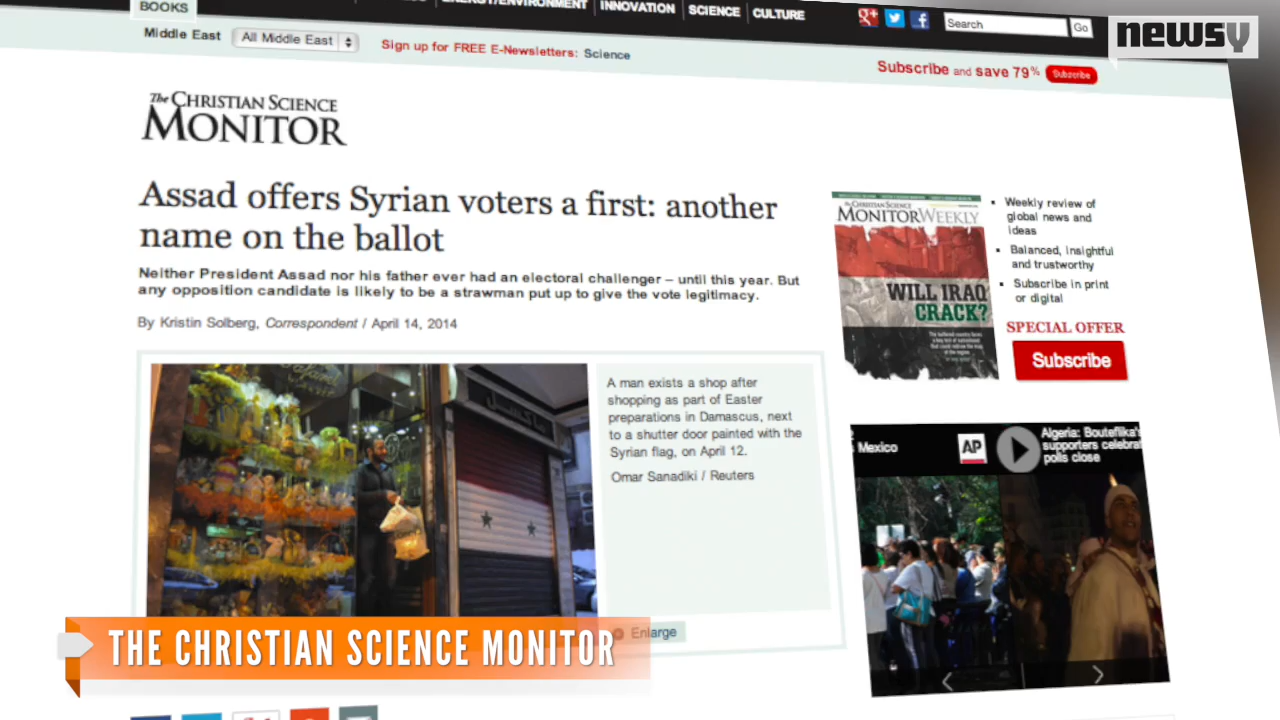 BOOKS
ENERGY/ENVIRONMENT
INNOVATION
SCIENCE
CULTURE
Search
Go
newsy
Middle East
All Middle East
Sign up for FREE E-Newsletters: Science
Subscribe and save 79%
Subscribe
The CHRISTIAN SCIENCE
MONITOR
Assad offers Syrian voters a first: another
name on the ballot
Neither President Assad nor his father ever had an electoral challenger – until this year. But
any opposition candidate is likely to be a strawman put up to give the vote legitimacy.
By Kristin Solberg, Correspondent / April 14, 2014
A man exists a shop after
shopping as part of Easter
preparations in Damascus, next
to a shutter door painted with the
Syrian flag, on April 12.
Omar Sanadiki / Reuters
Enlarge
The CHRISTIAN SCIENCE
MONITOR WEEKLY
WILL IRAQ
CRACK?
Weekly review of
global news and
ideas
Balanced, insightful
and trustworthy
Subscribe in print
or digital
SPECIAL OFFER
Subscribe
Mexico
AP
Algeria: Bouteflika's
supporters celebrat
polls close
THE CHRISTIAN SCIENCE MONITOR